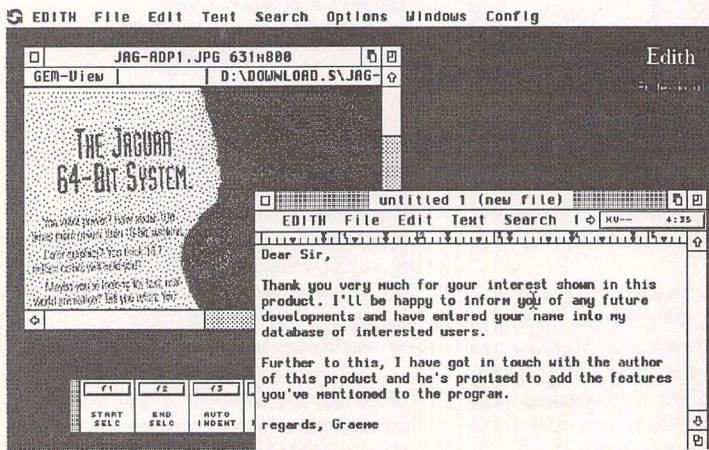 EDITH File Edit Text Search Options Windows Config
JAG-ADP1.JPG 631x800
GEM-View | | D:\DOWNLOAD.S\JAG-
Edith
THE JAGUAR
64-BIT SYSTEM.
untitled 1 (new file)
EDITH File Edit Text Search
XV-- 4:35
Dear Sir,
Thank you very much for your interest shown in this
product. I'll be happy to inform you of any future
developments and have entered your name into my
database of interested users.
Further to this, I have got in touch with the author
of this product and he's promised to add the features
you've mentioned to the program.
regards, Graeme
f1 f2 f3
START SELC END SELC AUTO INDENT